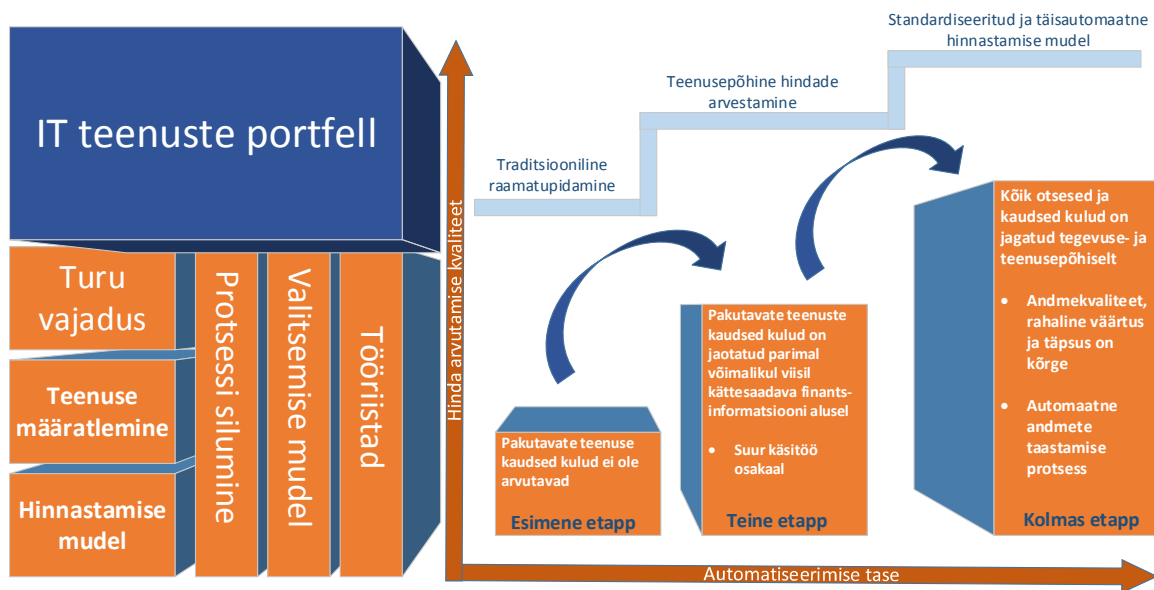 IT teenuste portfell
Turu
vajadus
Teenuse
määratlemine
Hinnastamise
mudel
Protsessi silumine
Valitsemise mudel
Tööriistad
Hinda arvutamise kvaliteet
Traditsiooniline
raamatupidamine
Teenusepõhine hindade
arvestamine
Standardiseeritud ja täisautomaatne
hinnastamise mudel
Pakutavate teenuse
kaudsed kulud ei ole
arvutavad
Esimene etapp
Pakutavate teenuste
kaudsed kulud on
jaotatud parimal
võimalikul viisil
kättesaadava finants-
informatsiooni alusel
• Suur käsitöö
osakaal
Teine etapp
Kõik otsesed ja
kaudsed kulud on
jagatud tegevuse- ja
teenusepõhiselt
• Andmekvaliteet,
rahaline väärtus
ja täpsus on
kõrge
• Automaatne
andmete
taastamise
protsess
Kolmas etapp
Automatiseerimise tase